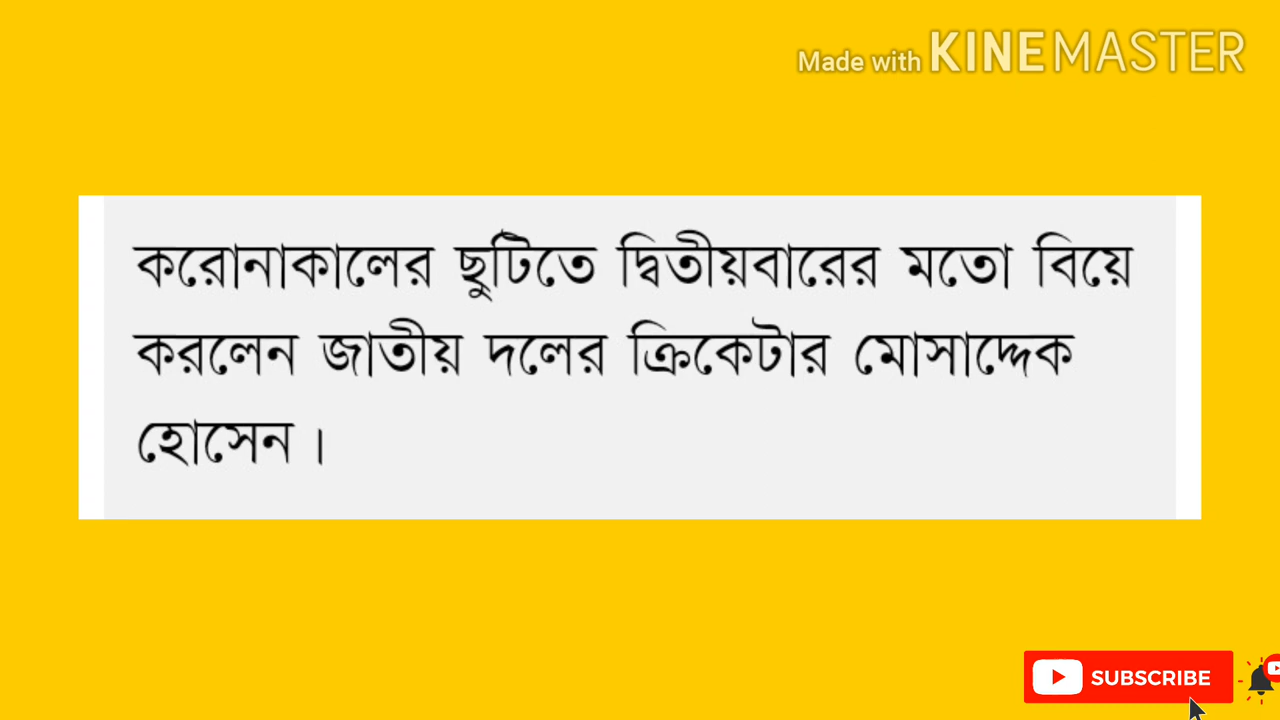 Made with KINEMASTER
করোনাকালের ছুটিতে দ্বিতীয়বারের মতো বিয়ে
করলেন জাতীয় দলের ক্রিকেটার মোসাদ্দেক
হোসেন ।
SUBSCRIBE